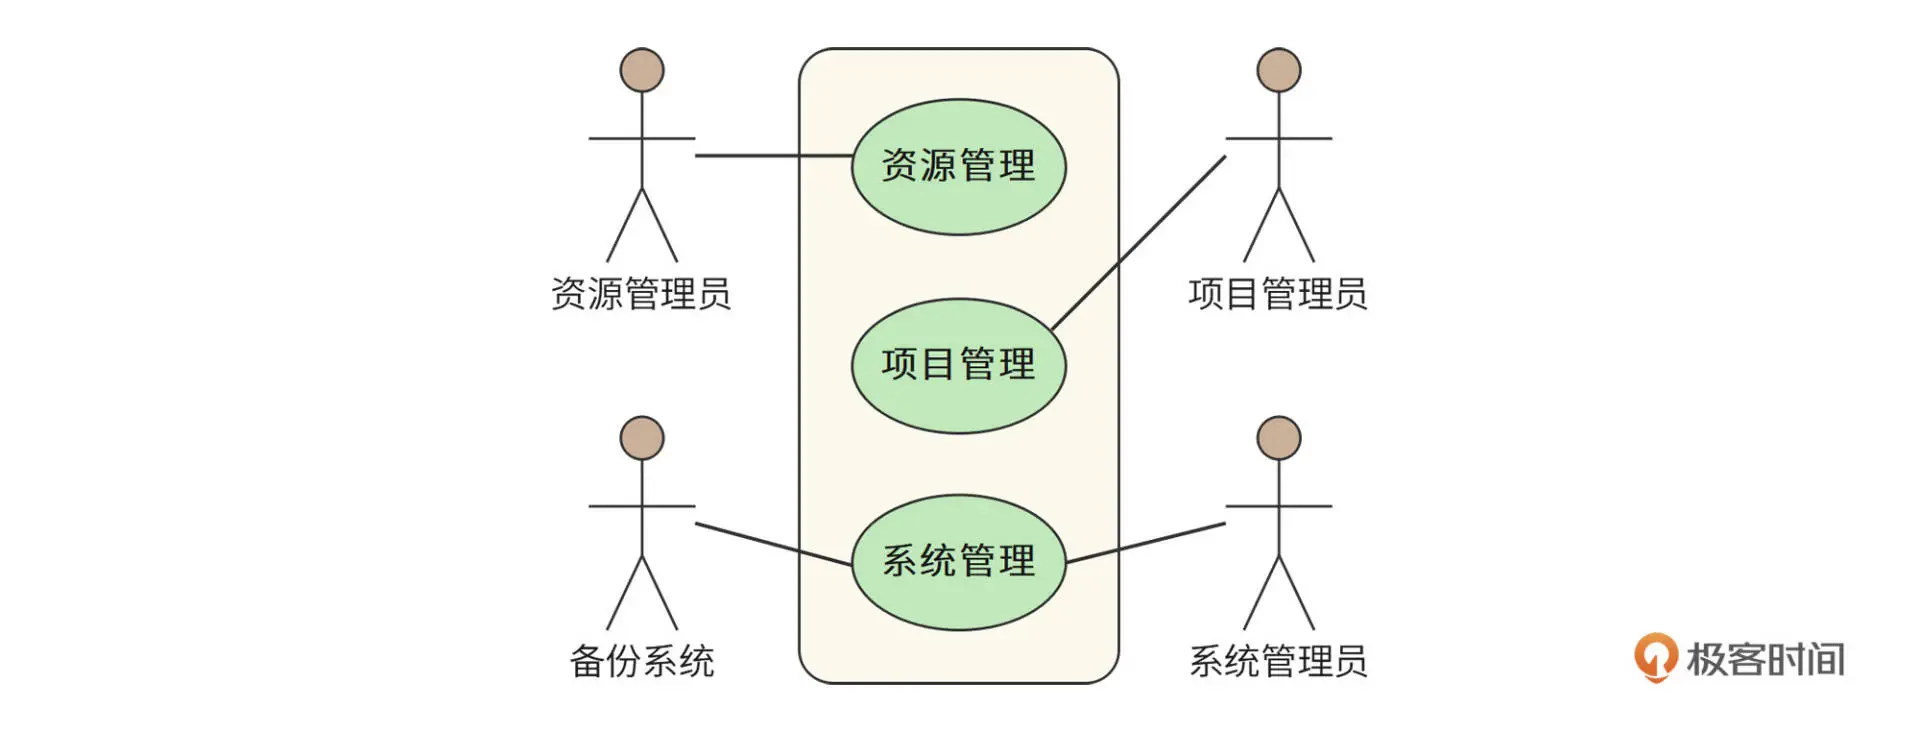 资源管理
资源管理员
项目管理员
项目管理
系统管理
备份系统
系统管理员
极客时间